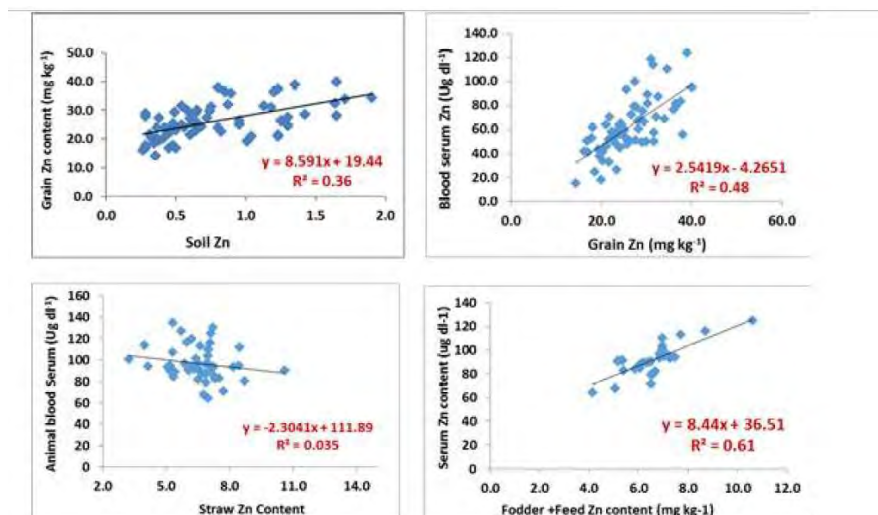 50.0
40.0
30.0
20.0
10.0
0.0
Grain Zn content (mg kg⁻¹)
y = 8.591x + 19.44
R² = 0.36
0.0 0.5 1.0 1.5 2.0
Soil Zn
140.0
120.0
100.0
80.0
60.0
40.0
20.0
0.0
Blood serum Zn (Ug dl⁻¹)
y = 2.5419x - 4.2651
R² = 0.48
0.0 20.0 40.0 60.0
Grain Zn (mg kg⁻¹)
160
140
120
100
80
60
40
20
0
Animal blood Serum (Ug dl⁻¹)
y = -2.3041x + 111.89
R² = 0.035
2.0 6.0 10.0 14.0
Straw Zn Content
140
120
100
80
60
40
20
0
Serum Zn content (ug dl-1)
y = 8.44x + 36.51
R² = 0.61
0.0 2.0 4.0 6.0 8.0 10.0 12.0
Fodder +Feed Zn content (mg kg-1)